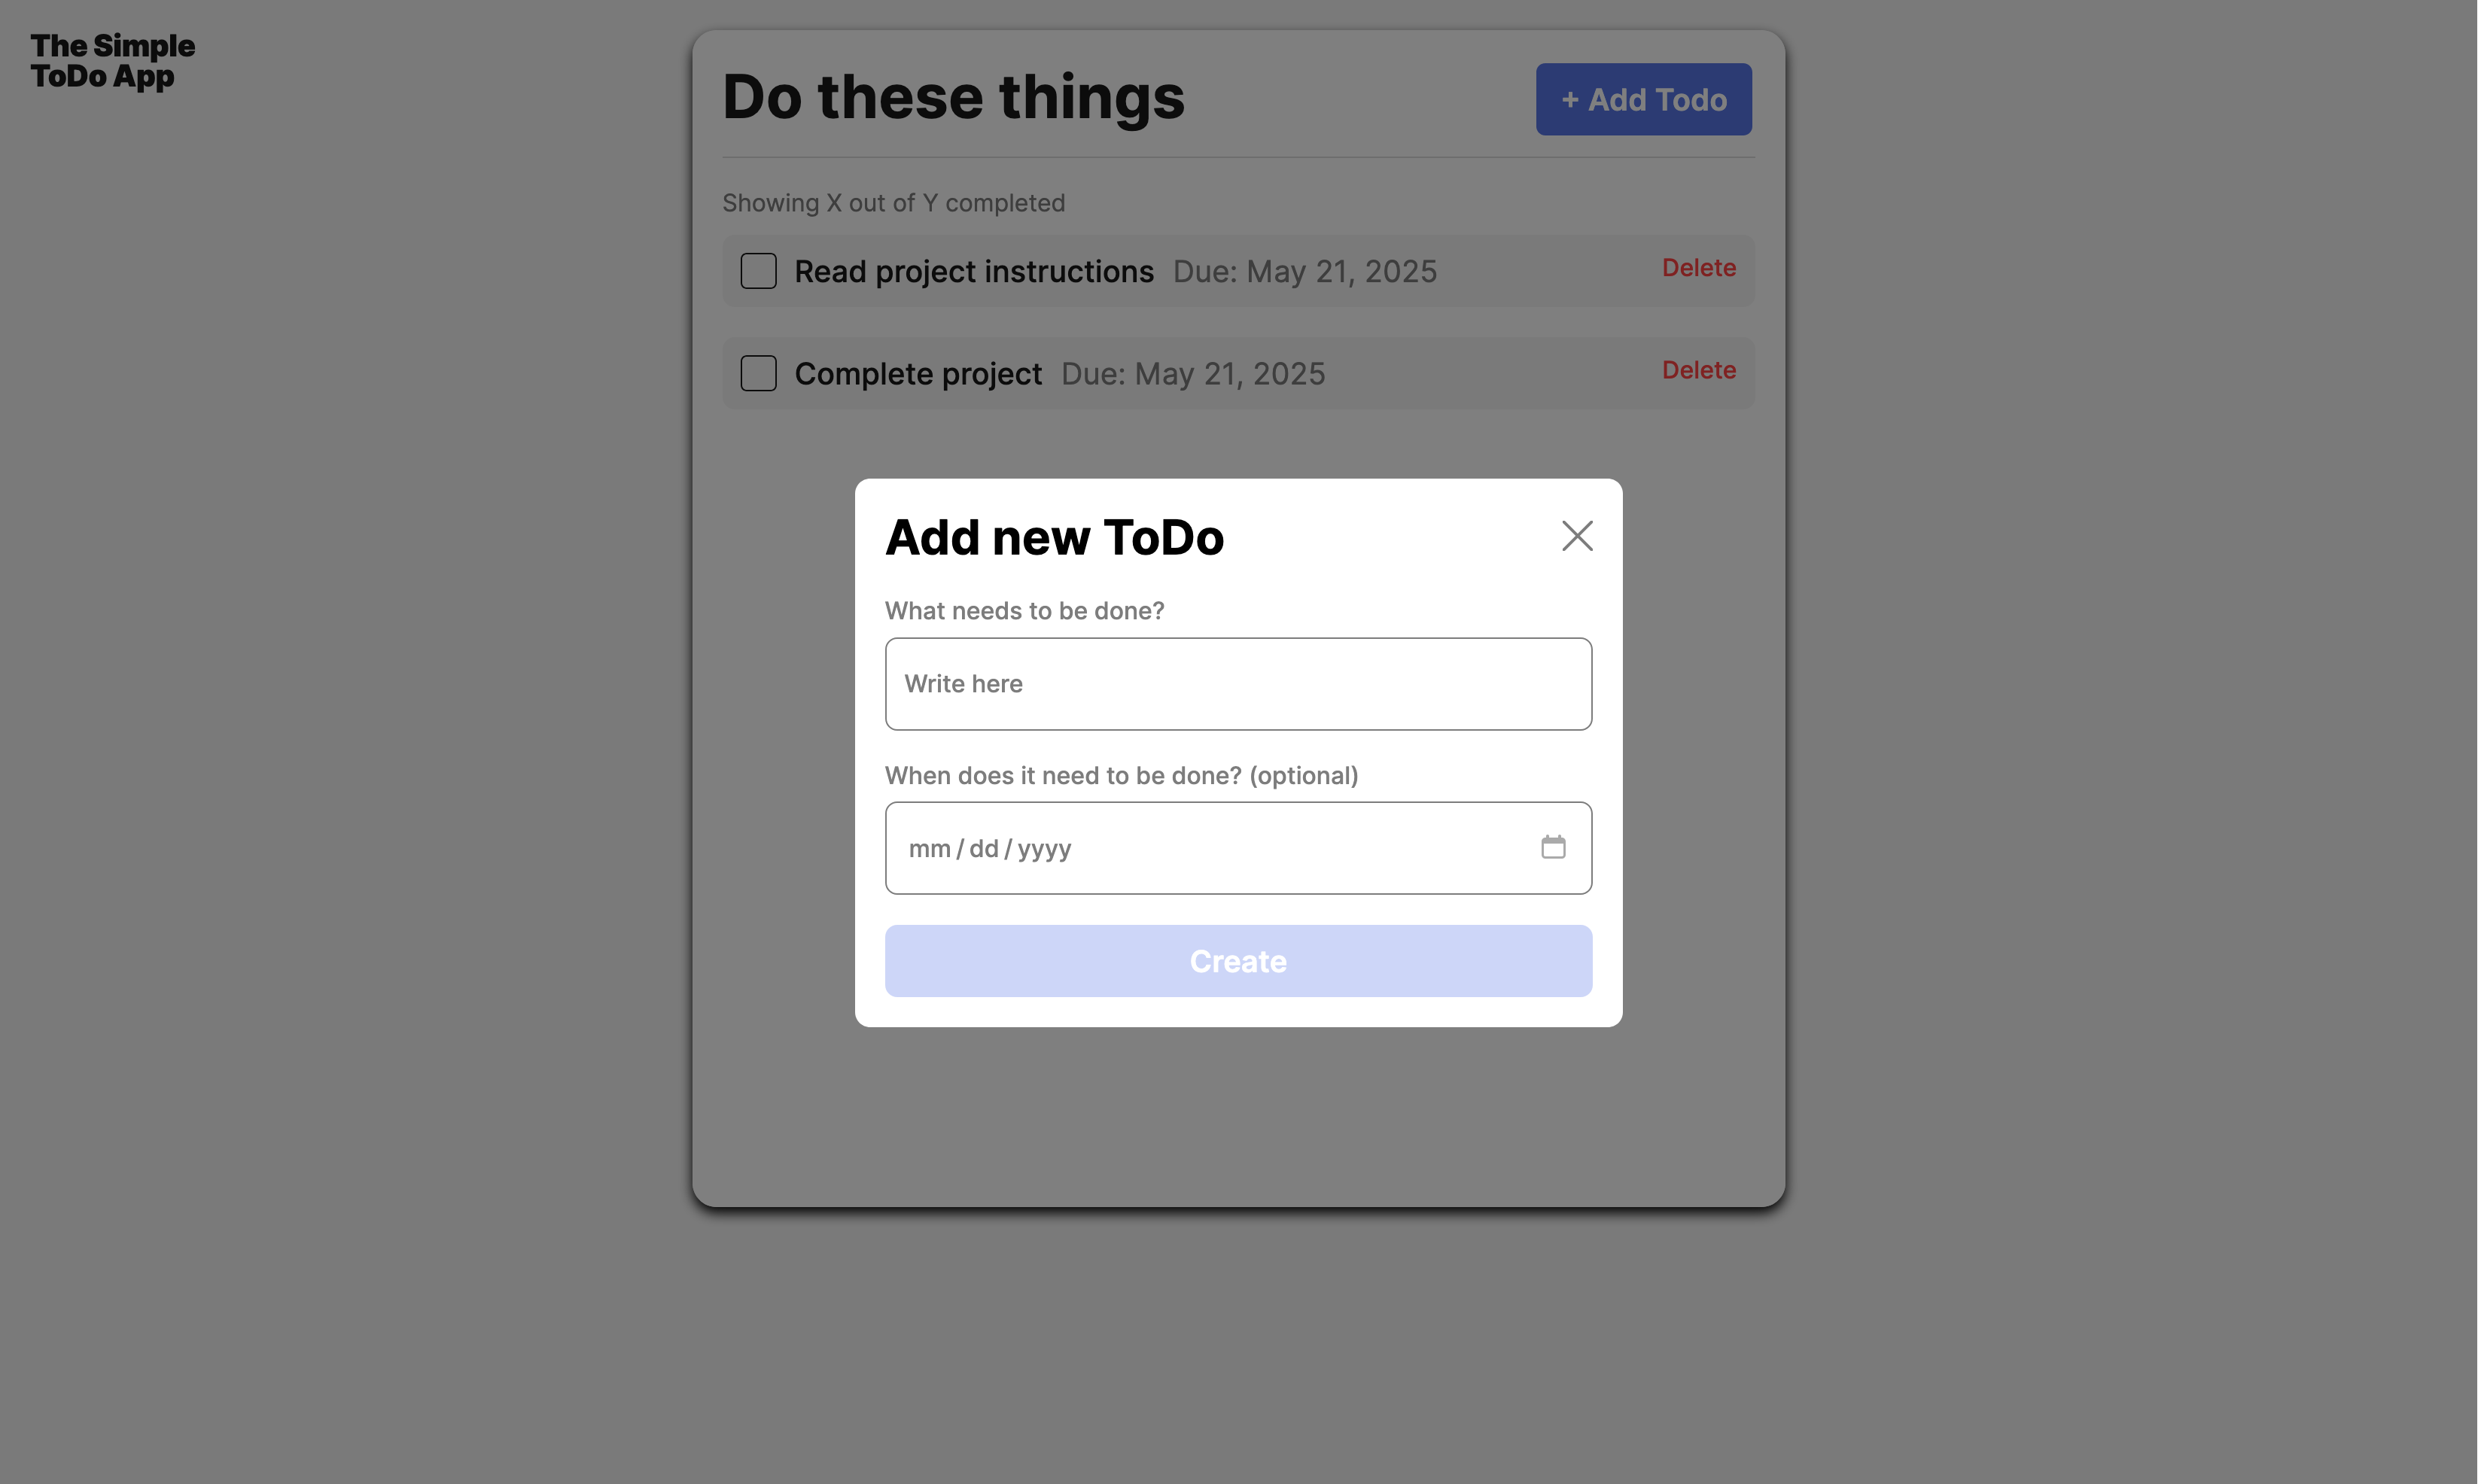 The Simple
ToDo App
Do these things
+ Add Todo
Showing X out of Y completed
Read project instructions Due: May 21, 2025 Delete
Complete project Due: May 21, 2025 Delete
Add new ToDo
What needs to be done?
Write here
When does it need to be done? (optional)
mm / dd / yyyy
Create